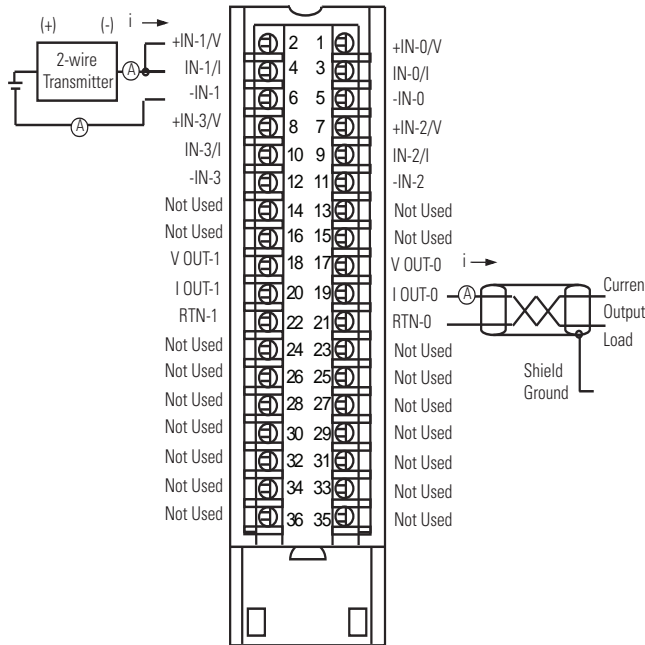 (+) (-) i
2-wire
Transmitter
A
A
+IN-1/V 2 1 +IN-0/V
IN-1/I 4 3 IN-0/I
-IN-1 6 5 -IN-0
+IN-3/V 8 7 +IN-2/V
IN-3/I 10 9 IN-2/I
-IN-3 12 11 -IN-2
Not Used 14 13 Not Used
Not Used 16 15 Not Used
V OUT-1 18 17 V OUT-0 i
I OUT-1 20 19 I OUT-0 A
RTN-1 22 21 RTN-0
Not Used 24 23 Not Used
Not Used 26 25 Not Used
Not Used 28 27 Not Used
Not Used 30 29 Not Used
Not Used 32 31 Not Used
Not Used 34 33 Not Used
Not Used 36 35 Not Used
Curren
Output
Load
Shield
Ground